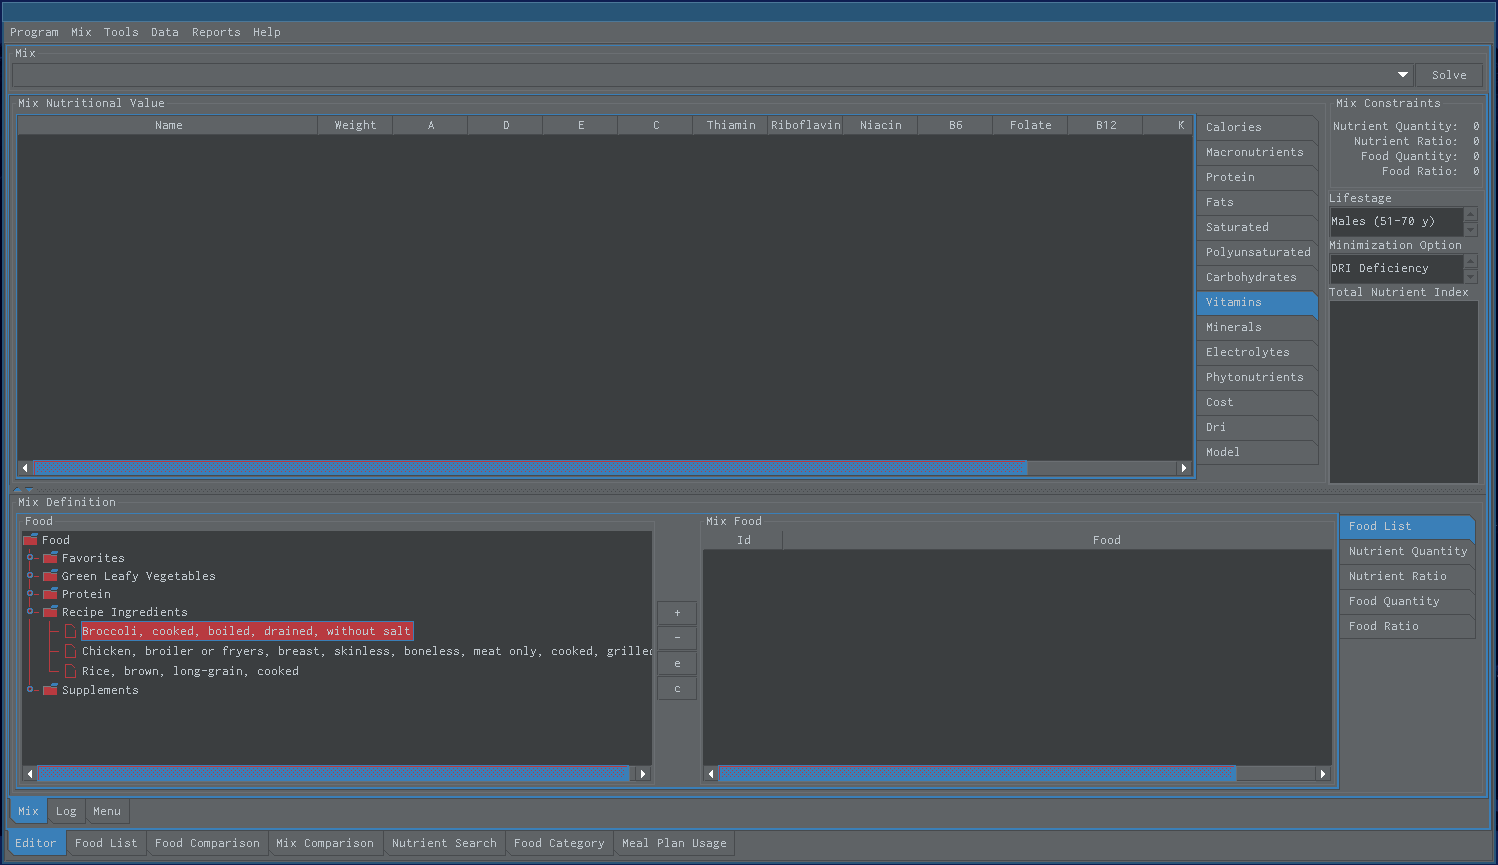 Program Mix Tools Data Reports Help
Mix
Solve
Mix Nutritional Value
Name Weight A D E C Thiamin Riboflavin Niacin B6 Folate B12 K
Calories
Macronutrients
Protein
Fats
Saturated
Polyunsaturated
Carbohydrates
Vitamins
Minerals
Electrolytes
Phytonutrients
Cost
Dri
Model
Mix Constraints
Nutrient Quantity: 0
Nutrient Ratio: 0
Food Quantity: 0
Food Ratio: 0
Lifestage
Males (51-70 y)
Minimization Option
DRI Deficiency
Total Nutrient Index
Mix Definition
Food
Food
Favorites
Green Leafy Vegetables
Protein
Recipe Ingredients
Broccoli, cooked, boiled, drained, without salt
Chicken, broiler or fryers, breast, skinless, boneless, meat only, cooked, grilled
Rice, brown, long-grain, cooked
Supplements
+
-
e
c
Mix Food
Id Food
Food List
Nutrient Quantity
Nutrient Ratio
Food Quantity
Food Ratio
Mix Log Menu
Editor Food List Food Comparison Mix Comparison Nutrient Search Food Category Meal Plan Usage